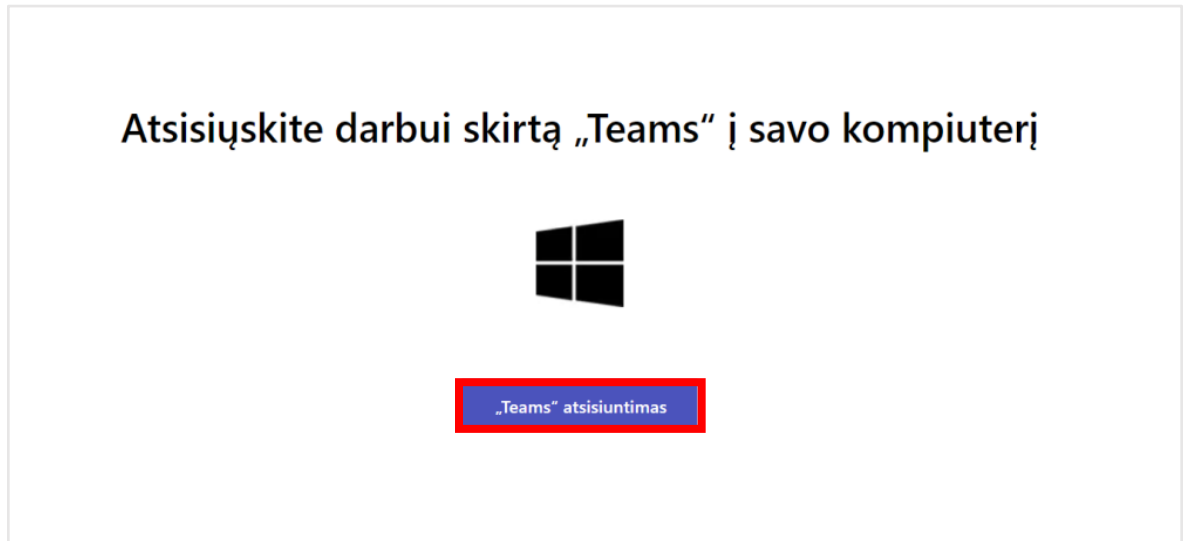 Atsisiųskite darbui skirtą „Teams“ į savo kompiuterį
„Teams“ atsisiuntimas